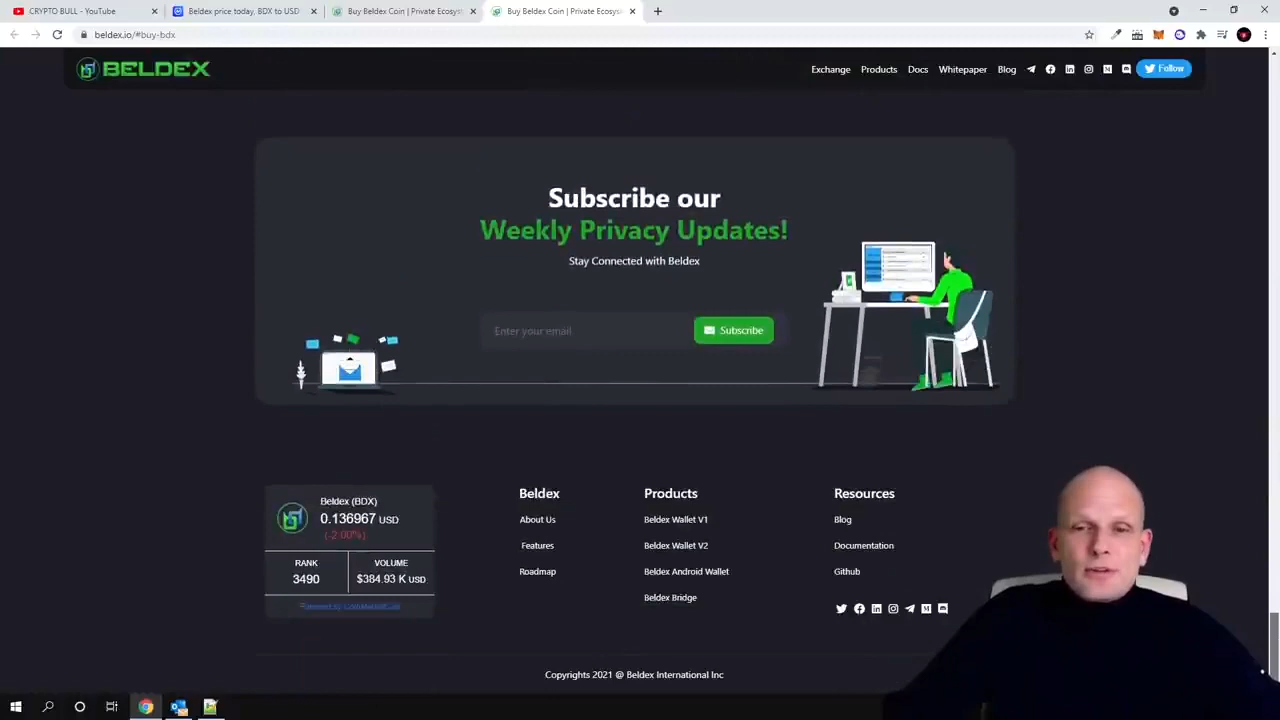 CRYPTO BULL - YouTube
Beldex price today, BDX to USD
Buy Beldex Coin | Private Ecosyst
Buy Beldex Coin | Private Ecosyst
beldex.io/#buy-bdx
BELDEX
Exchange
Products
Docs
Whitepaper
Blog
Follow
Subscribe our
Weekly Privacy Updates!
Stay Connected with Beldex
Enter your email
Subscribe
Beldex (BDX)
0.136967 USD
(-2.00%)
RANK
3490
VOLUME
$384.93 K USD
Powered by CoinMarketCap
Beldex
About Us
Features
Roadmap
Products
Beldex Wallet V1
Beldex Wallet V2
Beldex Android Wallet
Beldex Bridge
Resources
Blog
Documentation
Github
Copyrights 2021 @ Beldex International Inc